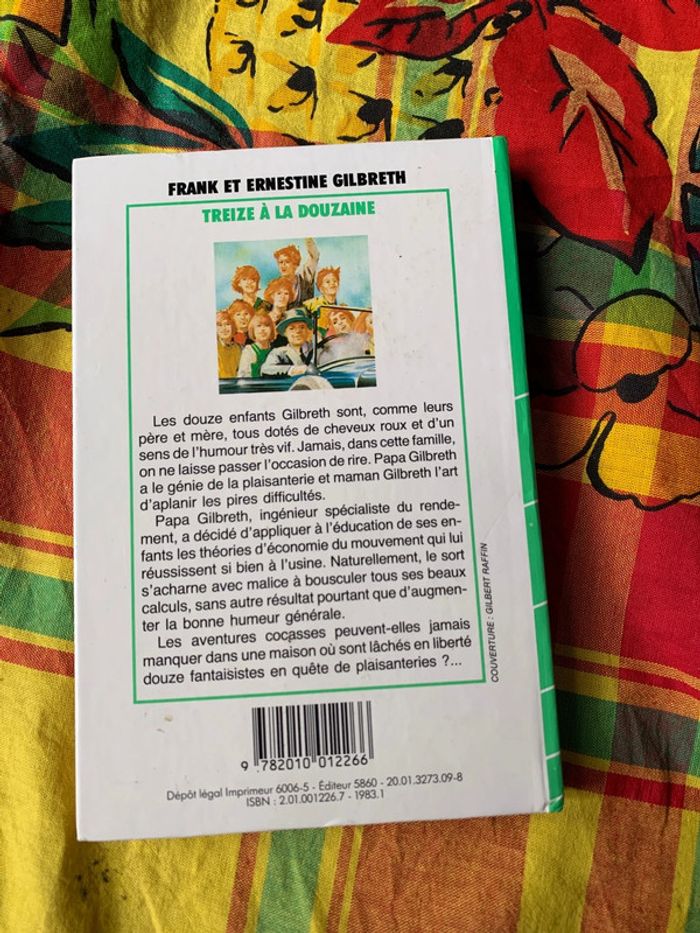 FRANK ET ERNESTINE GILBRETH
TREIZE À LA DOUZAINE
Les douze enfants Gilbreth sont, comme leurs
père et mère, tous dotés de cheveux roux et d'un
sens de l'humour très vif. Jamais, dans cette famille,
on ne laisse passer l'occasion de rire. Papa Gilbreth
a le génie de la plaisanterie et maman Gilbreth l'art
d'aplanir les pires difficultés.
Papa Gilbreth, ingénieur spécialiste du rende-
ment, a décidé d'appliquer à l'éducation de ses en-
fants les théories d'économie du mouvement qui lui
réussissent si bien à l'usine. Naturellement, le sort
s'acharne avec malice à bousculer tous ses beaux
calculs, sans autre résultat pourtant que d'augmen-
ter la bonne humeur générale.
Les aventures cocasses peuvent-elles jamais
manquer dans une maison où sont lâchés en liberté
douze fantaisistes en quête de plaisanteries ?...
COUVERTURE : GILBERT RAFFIN
9 782010 012266
Dépôt légal Imprimeur 6006-5 - Éditeur 5860 - 20.01.3273.09-8
ISBN : 2.01.001226.7 - 1983.1